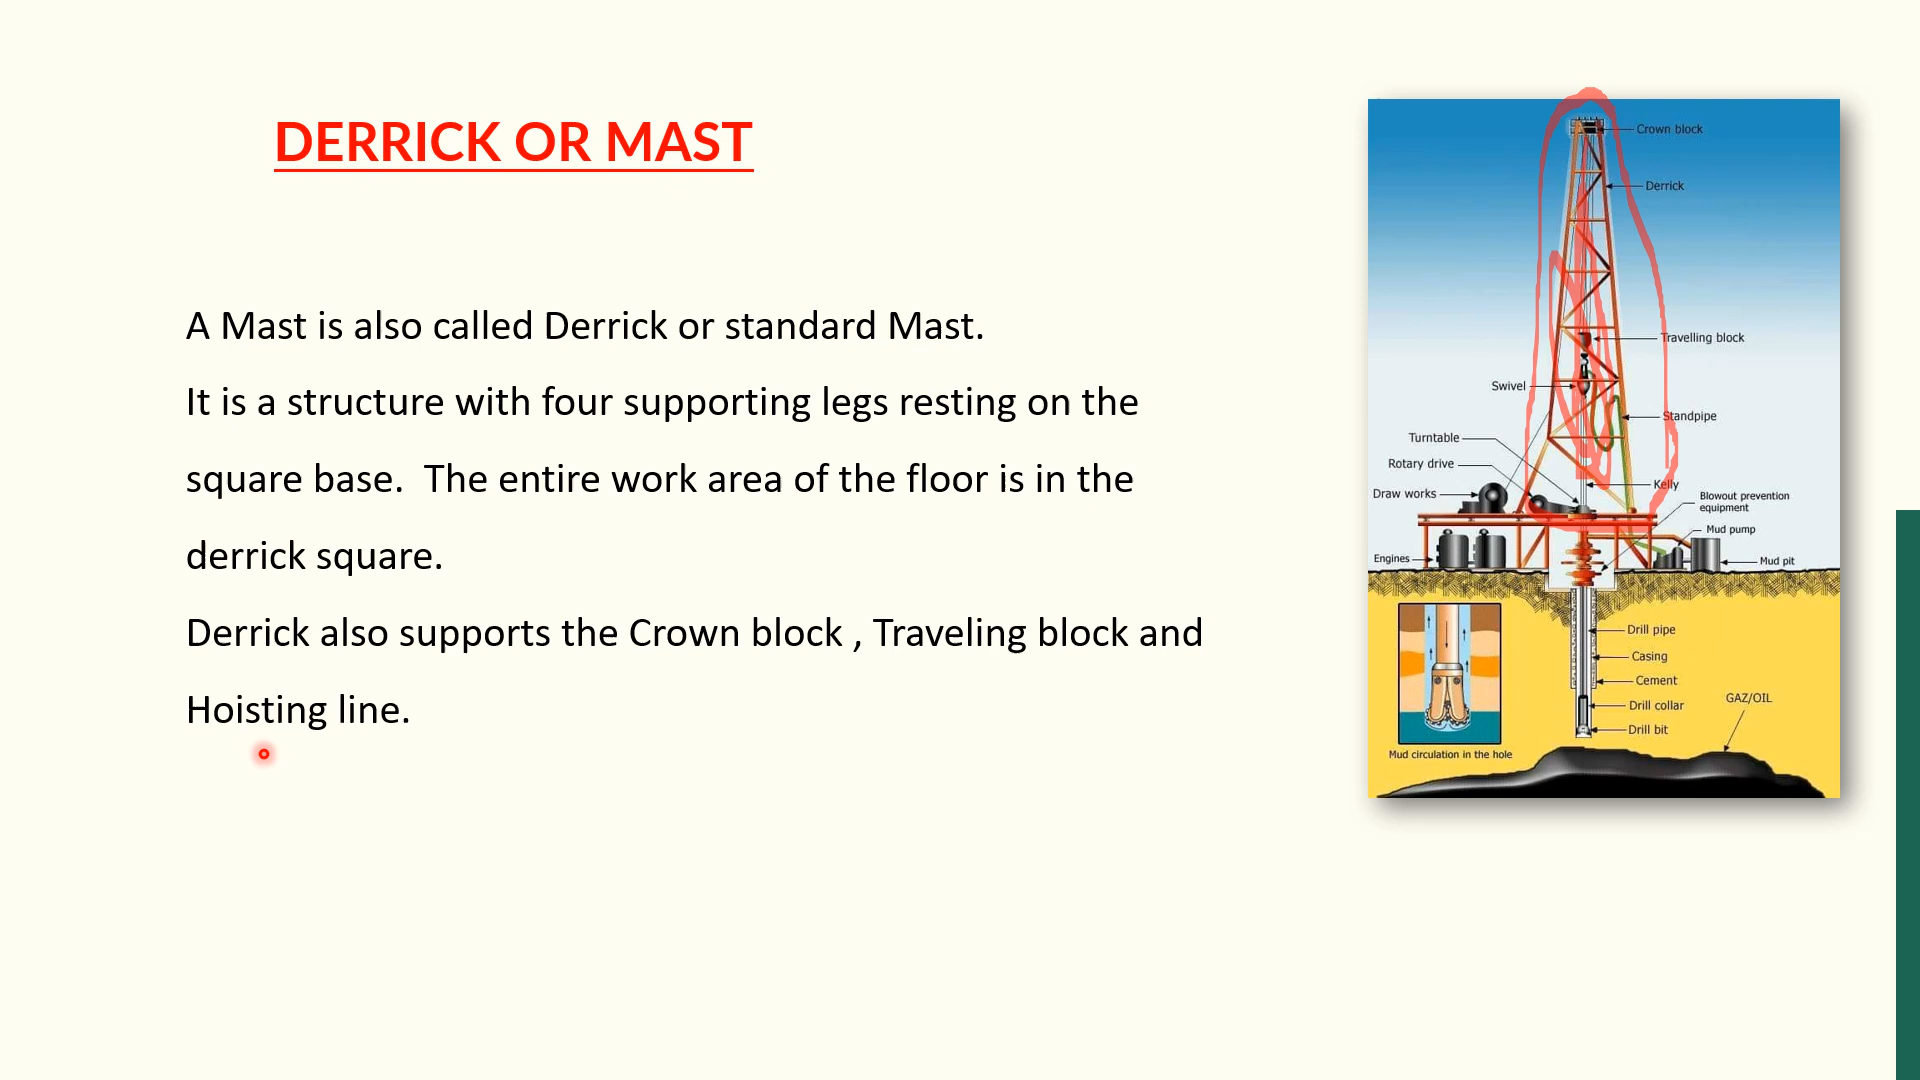 DERRICK OR MAST
A Mast is also called Derrick or standard Mast.
It is a structure with four supporting legs resting on the
square base.  The entire work area of the floor is in the
derrick square.
Derrick also supports the Crown block , Traveling block and
Hoisting line.
Crown block
Derrick
Travelling block
Swivel
Standpipe
Turntable
Rotary drive
Kelly
Draw works
Blowout prevention
equipment
Mud pump
Engines
Mud pit
Drill pipe
Casing
Cement
GAZ/OIL
Drill collar
Drill bit
Mud circulation in the hole